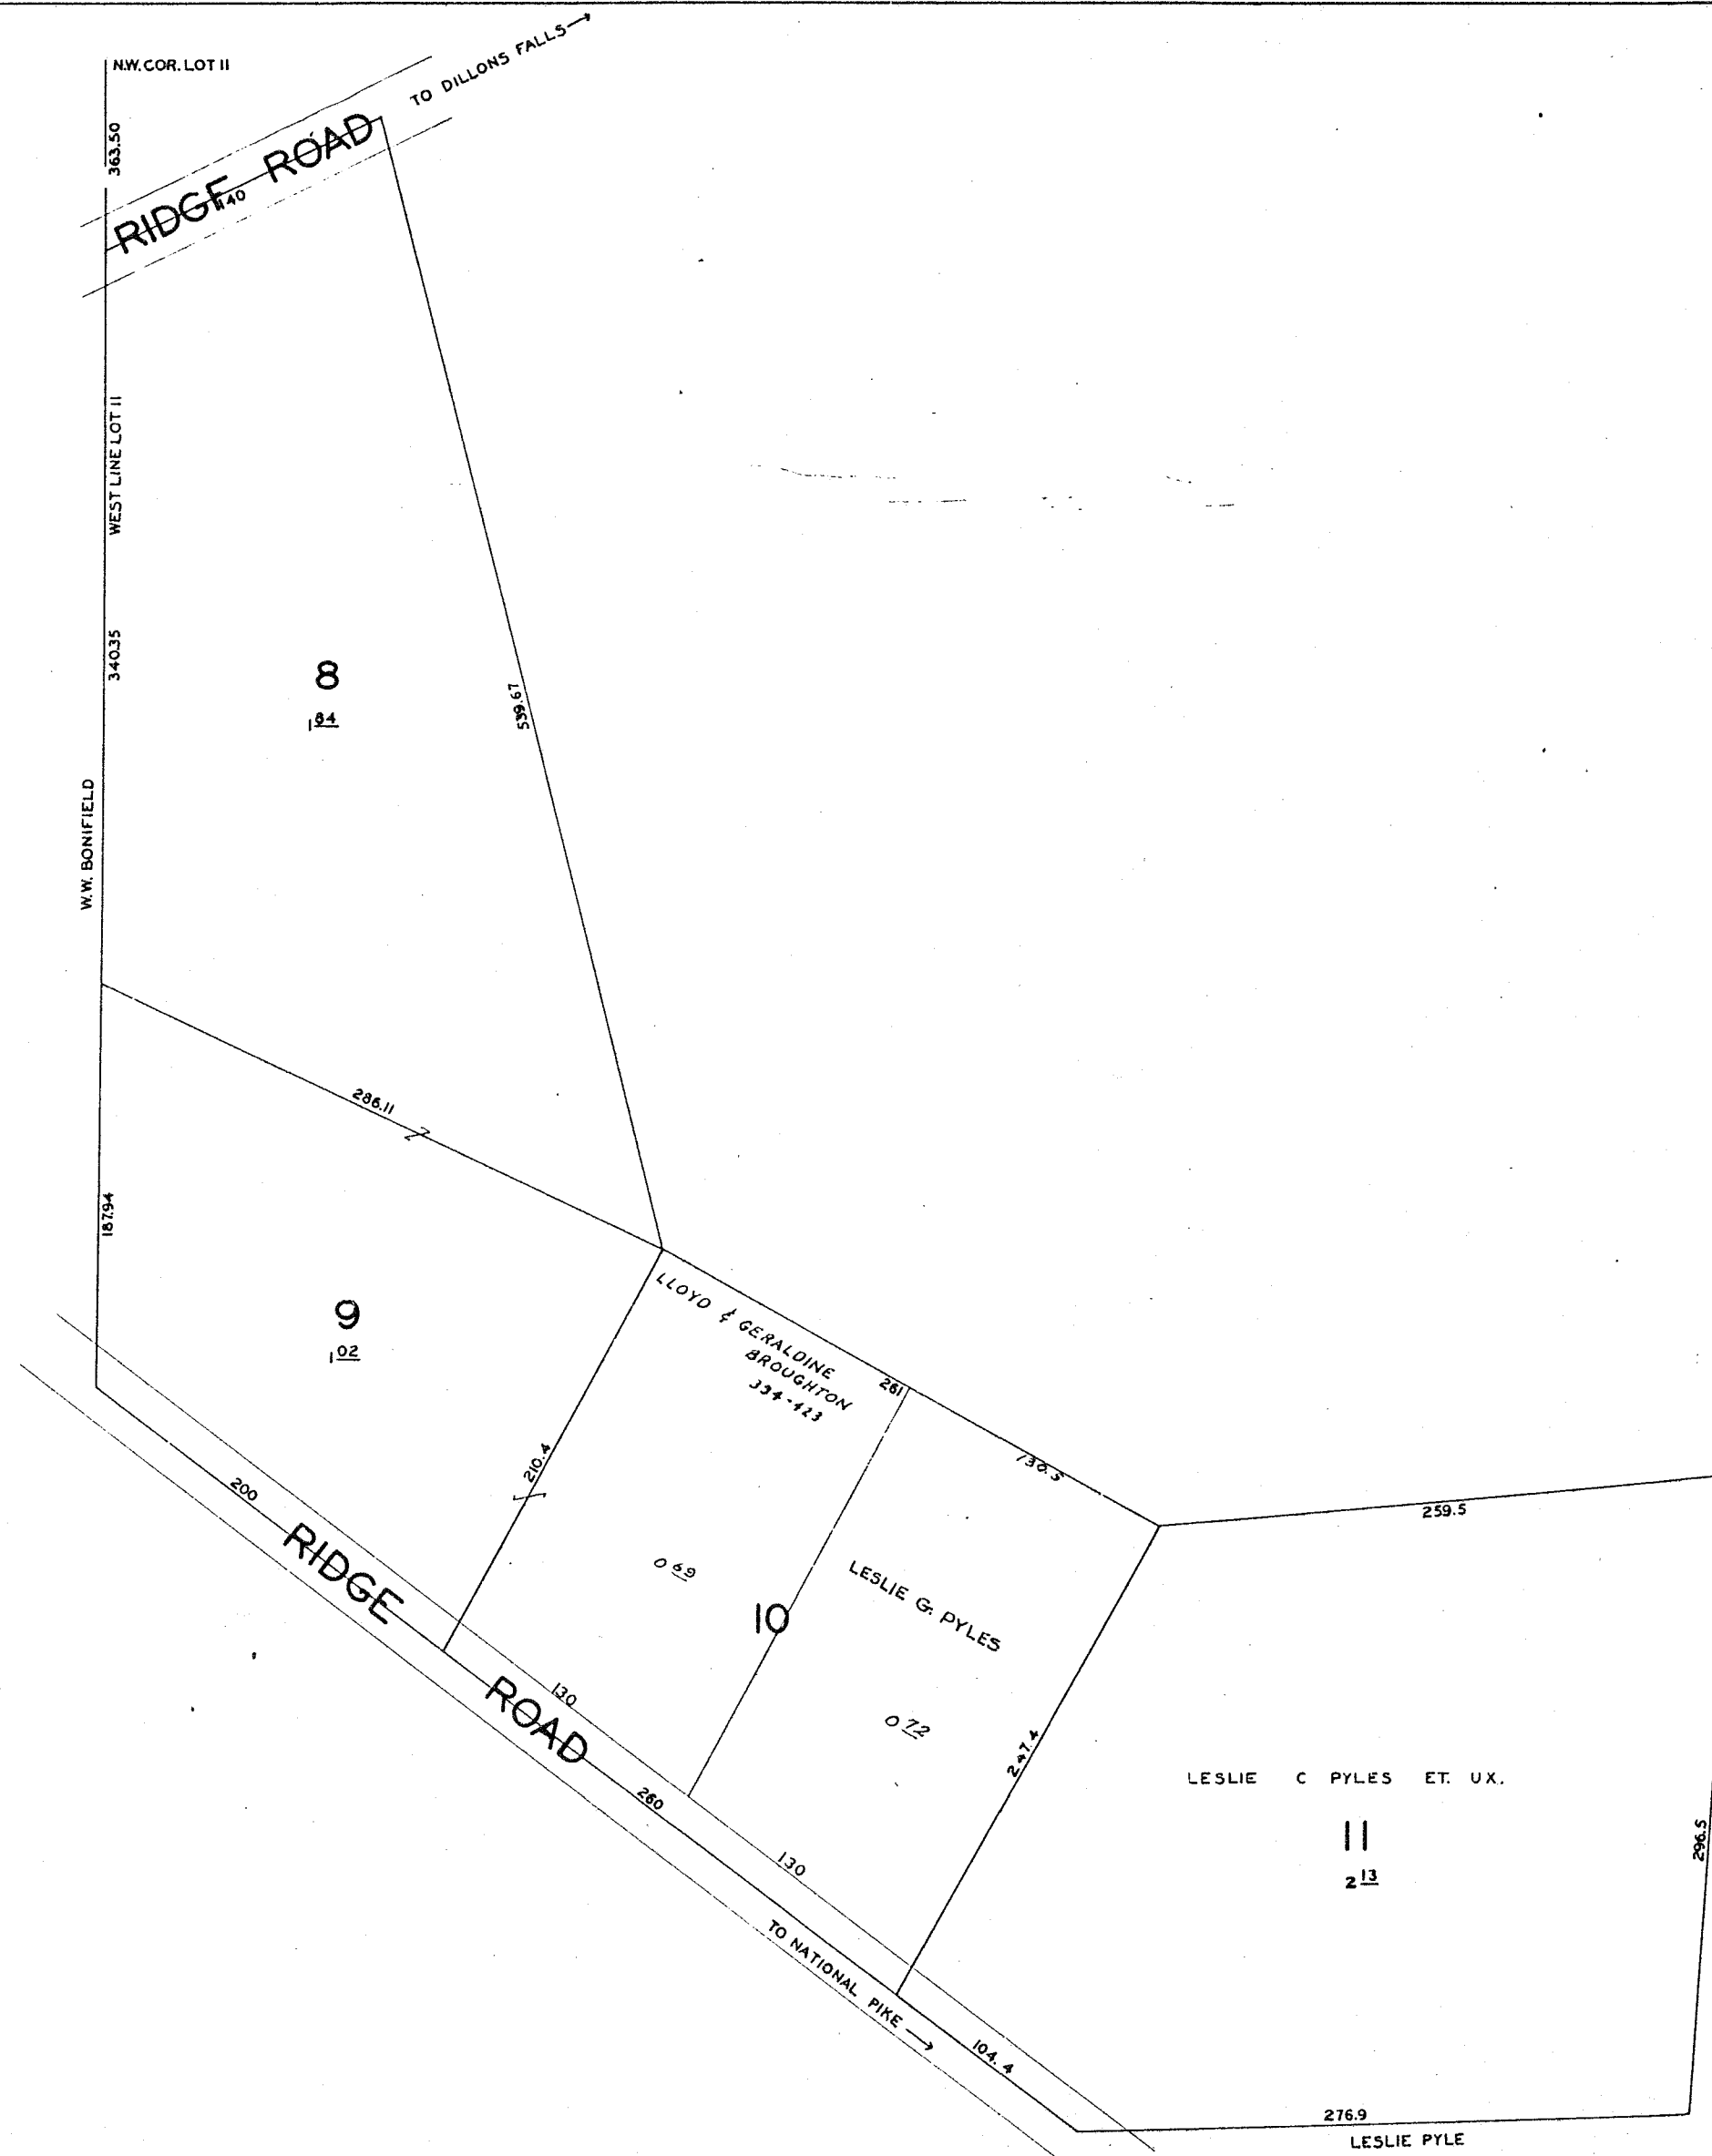 N.W. COR. LOT 11
TO DILLONS FALLS →
363.50
RIDGE ROAD
140
WEST LINE LOT 11
340.35
8
1 84
539.67
W.W. BONIFIELD
286.11
187.94
9
1 02
LLOYD & GERALDINE
BROUGHTON
334-423
261
130.5
259.5
210.4
200
RIDGE ROAD
0 69
10
LESLIE G. PYLES
0 72
130
260
247.4
130
LESLIE C PYLES ET. UX.
11
2 13
296.5
TO NATIONAL PIKE →
104.4
276.9
LESLIE PYLE